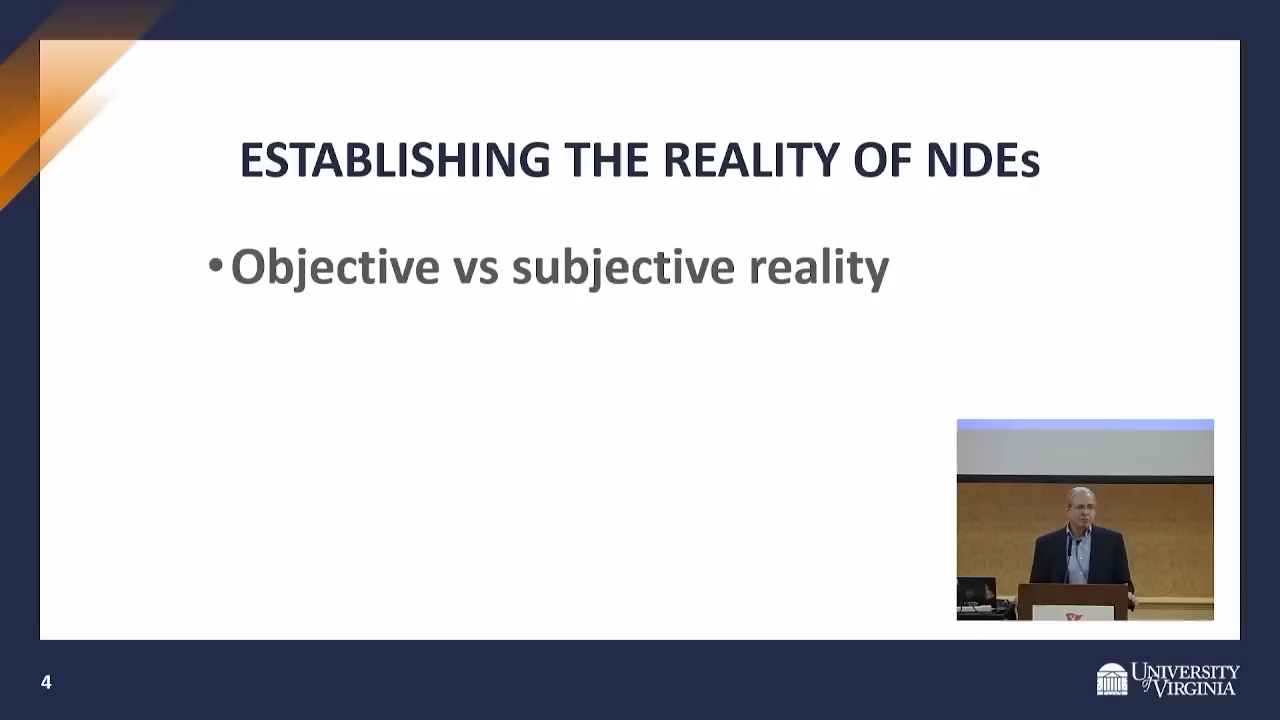 ESTABLISHING THE REALITY OF NDEs
•Objective vs subjective reality
4
UNIVERSITY
of VIRGINIA